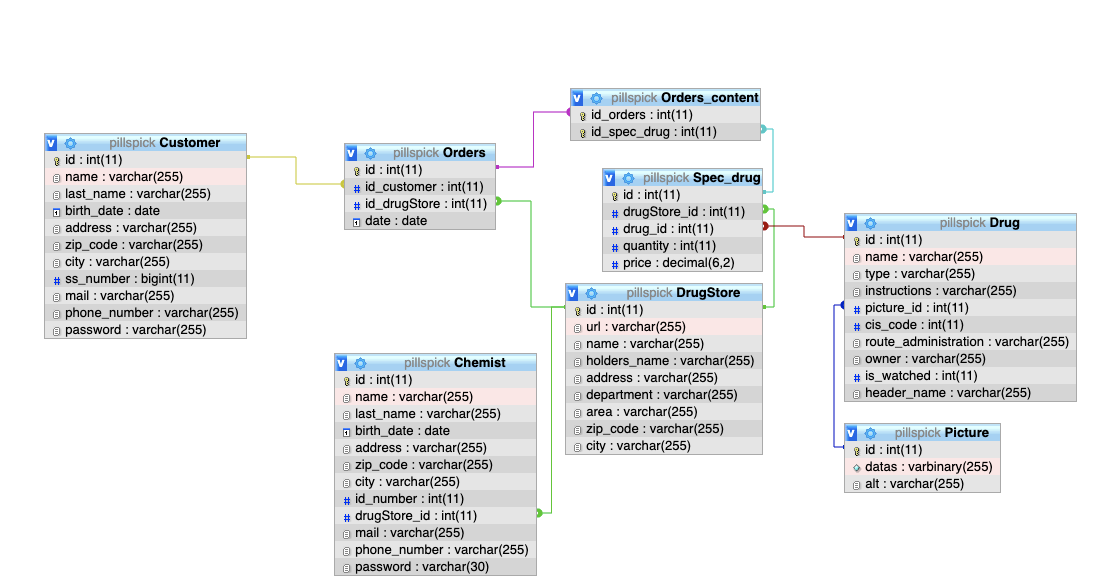 pillspick Customer
id : int(11)
name : varchar(255)
last_name : varchar(255)
birth_date : date
address : varchar(255)
zip_code : varchar(255)
city : varchar(255)
ss_number : bigint(11)
mail : varchar(255)
phone_number : varchar(255)
password : varchar(255)
pillspick Orders
id : int(11)
id_customer : int(11)
id_drugStore : int(11)
date : date
pillspick Orders_content
id_orders : int(11)
id_spec_drug : int(11)
pillspick Spec_drug
id : int(11)
drugStore_id : int(11)
drug_id : int(11)
quantity : int(11)
price : decimal(6,2)
pillspick Drug
id : int(11)
name : varchar(255)
type : varchar(255)
instructions : varchar(255)
picture_id : int(11)
cis_code : int(11)
route_administration : varchar(255)
owner : varchar(255)
is_watched : int(11)
header_name : varchar(255)
pillspick DrugStore
id : int(11)
url : varchar(255)
name : varchar(255)
holders_name : varchar(255)
address : varchar(255)
department : varchar(255)
area : varchar(255)
zip_code : varchar(255)
city : varchar(255)
pillspick Chemist
id : int(11)
name : varchar(255)
last_name : varchar(255)
birth_date : date
address : varchar(255)
zip_code : varchar(255)
city : varchar(255)
id_number : int(11)
drugStore_id : int(11)
mail : varchar(255)
phone_number : varchar(255)
password : varchar(30)
pillspick Picture
id : int(11)
datas : varbinary(255)
alt : varchar(255)